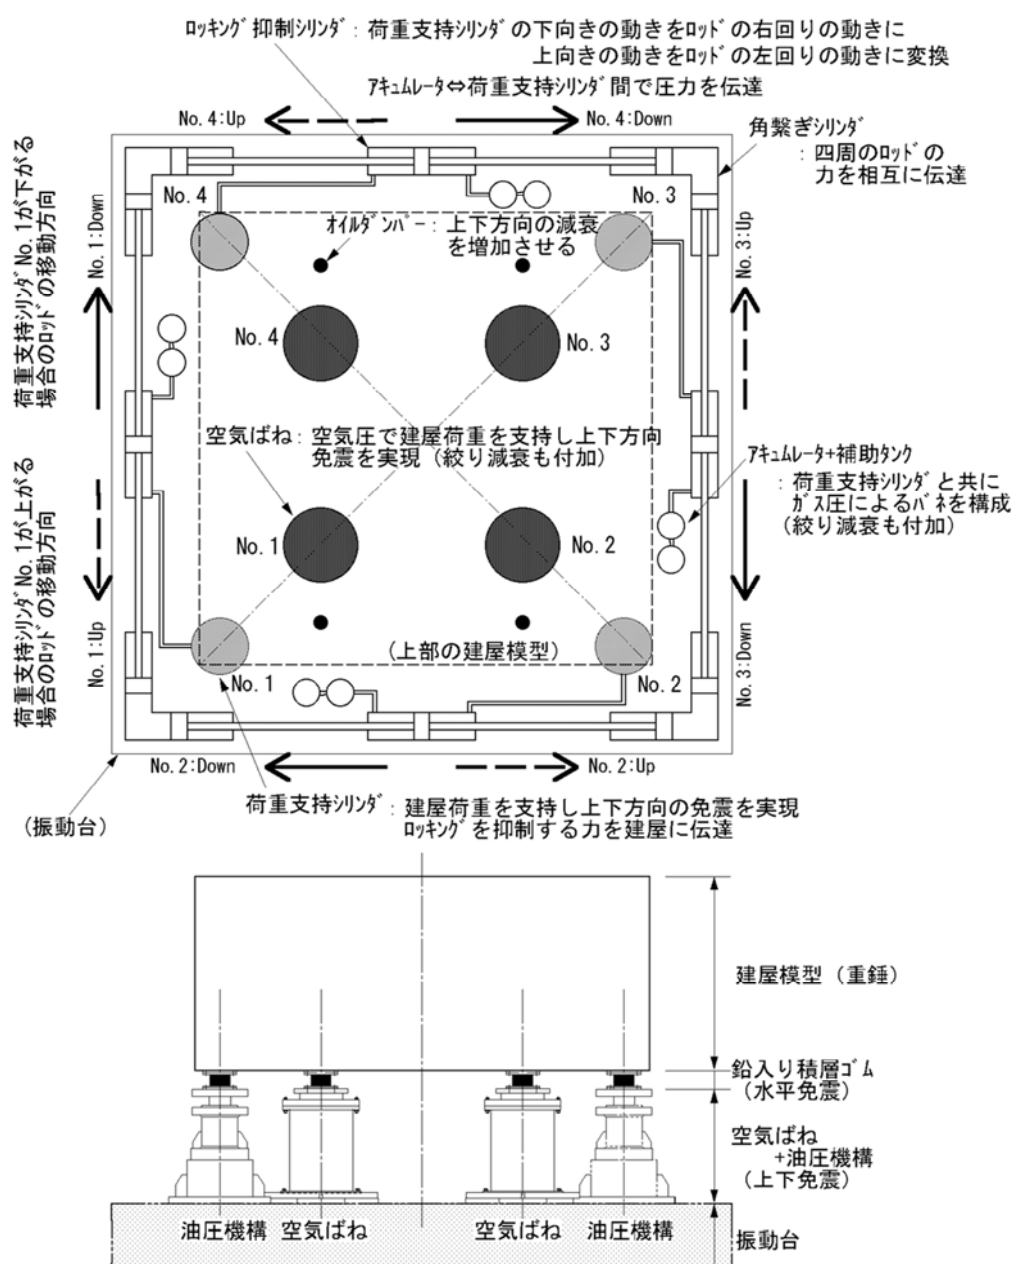 ロッキング抑制シリンダ：荷重支持シリンダの下向きの動きをロッドの右回りの動きに
上向きの動きをロッドの左回りの動きに変換
アキュムレータ⇔荷重支持シリンダ間で圧力を伝達
No.4:Up
No.4:Down
角繋ぎシリンダ
：四周のロッドの
力を相互に伝達
荷重支持シリンダNo.1が下がる
場合のロッドの移動方向
No.1:Down
No.4
No.3
No.3:Up
オイルダンパー：上下方向の減衰
を増加させる
No.4
No.3
空気ばね：空気圧で建屋荷重を支持し上下方向
免震を実現（絞り減衰も付加）
アキュムレータ+補助タンク
：荷重支持シリンダと共に
ガス圧によるバネを構成
（絞り減衰も付加）
荷重支持シリンダNo.1が上がる
場合のロッドの移動方向
No.1:Up
No.1
No.2
（上部の建屋模型）
No.1
No.2
No.3:Down
No.2:Down
No.2:Up
（振動台）
荷重支持シリンダ：建屋荷重を支持し上下方向の免震を実現
ロッキングを抑制する力を建屋に伝達
建屋模型（重錘）
鉛入り積層ゴム
（水平免震）
空気ばね
+油圧機構
（上下免震）
油圧機構
空気ばね
空気ばね
油圧機構
振動台